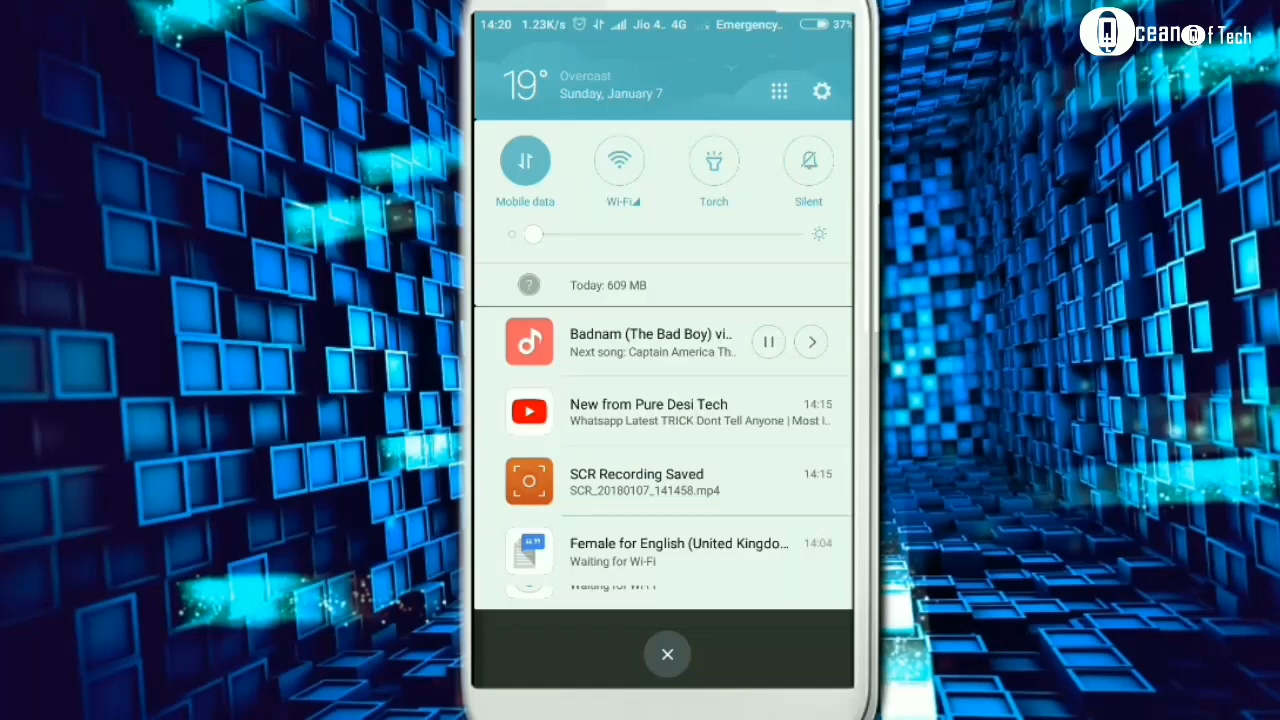 14:20 1.23K/s Jio 4.. 4G Emergency.. 37%
cean Of Tech
19° Overcast
Sunday, January 7
Mobile data Wi-Fi Torch Silent
? Today: 609 MB
Badnam (The Bad Boy) vi..
Next song: Captain America Th..
New from Pure Desi Tech 14:15
Whatsapp Latest TRICK Dont Tell Anyone | Most I..
SCR Recording Saved 14:15
SCR_20180107_141458.mp4
Female for English (United Kingdo... 14:04
Waiting for Wi-Fi
Waiting for Wi-Fi